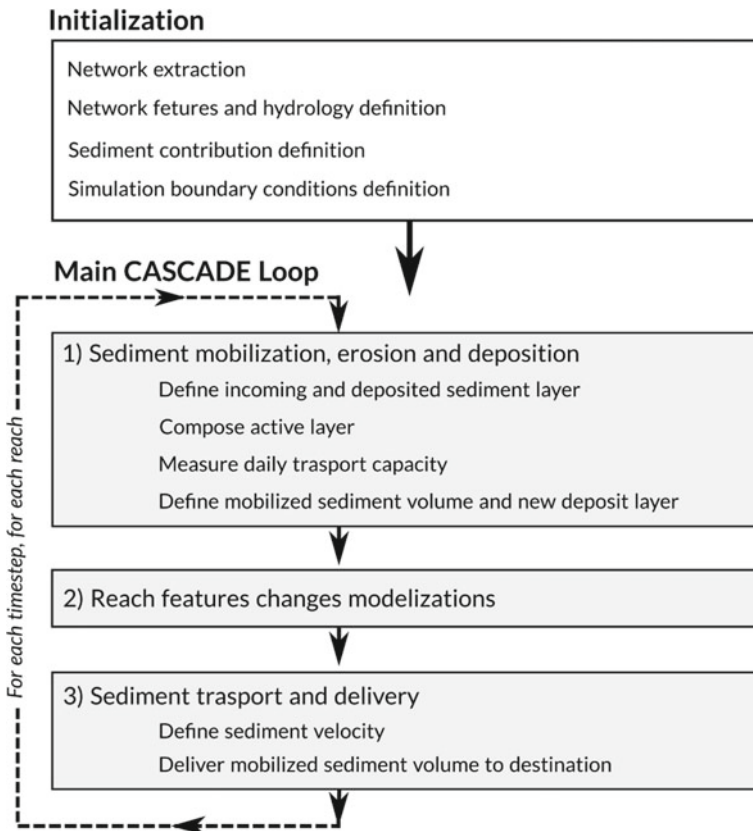 Initialization
Network extraction
Network fetures and hydrology definition
Sediment contribution definition
Simulation boundary conditions definition
Main CASCADE Loop
For each timestep, for each reach
1) Sediment mobilization, erosion and deposition
Define incoming and deposited sediment layer
Compose active layer
Measure daily trasport capacity
Define mobilized sediment volume and new deposit layer
2) Reach features changes modelizations
3) Sediment trasport and delivery
Define sediment velocity
Deliver mobilized sediment volume to destination